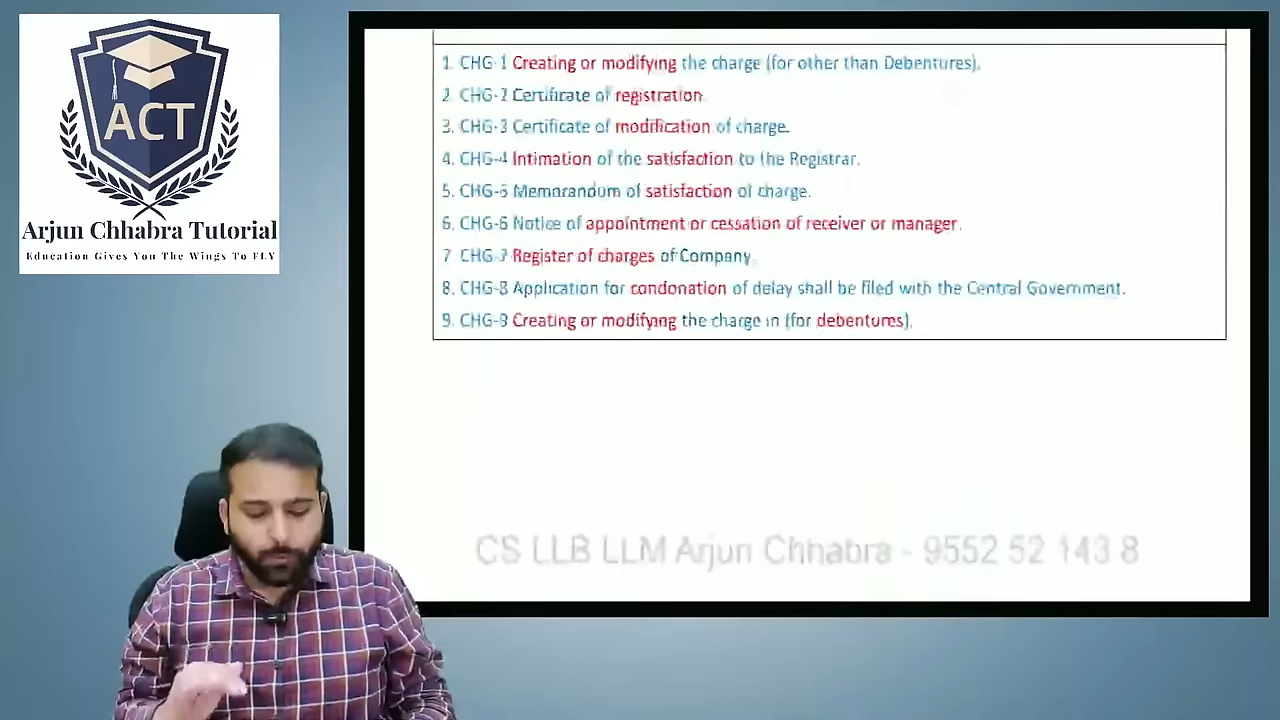 ACT
Arjun Chhabra Tutorial
Education Gives You The Wings To FLY
1. CHG-1 Creating or modifying the charge (for other than Debentures).
2. CHG-2 Certificate of registration.
3. CHG-3 Certificate of modification of charge.
4. CHG-4 Intimation of the satisfaction to the Registrar.
5. CHG-5 Memorandum of satisfaction of charge.
6. CHG-6 Notice of appointment or cessation of receiver or manager.
7 CHG-7 Register of charges of Company.
8. CHG-8 Application for condonation of delay shall be filed with the Central Government.
9. CHG-9 Creating or modifying the charge in (for debentures).
CS LLB LLM Arjun Chhabra - 9552 52 143 8